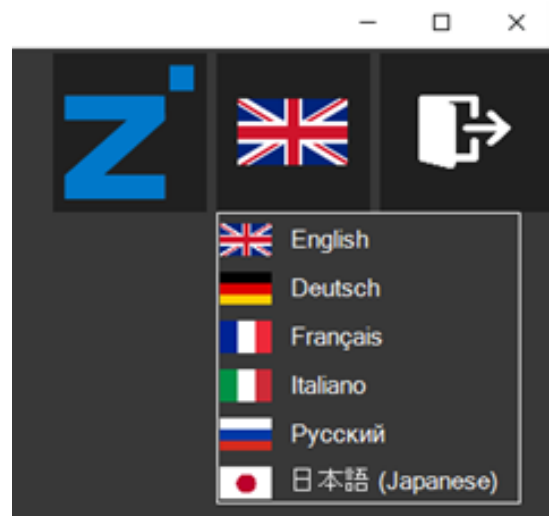 English
Deutsch
Français
Italiano
Русский
日本語 (Japanese)